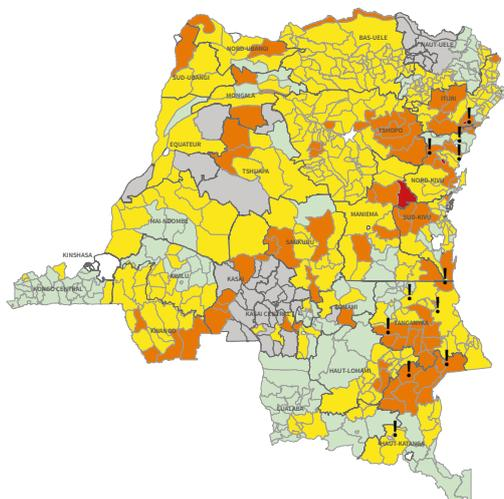 BAS-UELE
HAUT-UELE
NORD-UBANGI
SUD-UBANGI
MONGALA
ITURI
TSHOPO
EQUATEUR
TSHUAPA
NORD-KIVU
MANIEMA
SUD-KIVU
MAI-NDOMBE
SANKURU
KINSHASA
KONGO CENTRAL
KWILU
KASAI
KASAI CENTRAL
LOMAMI
KWANGO
TANGANYKA
HAUT-LOMAMI
LUALABA
HAUT-KATANGA